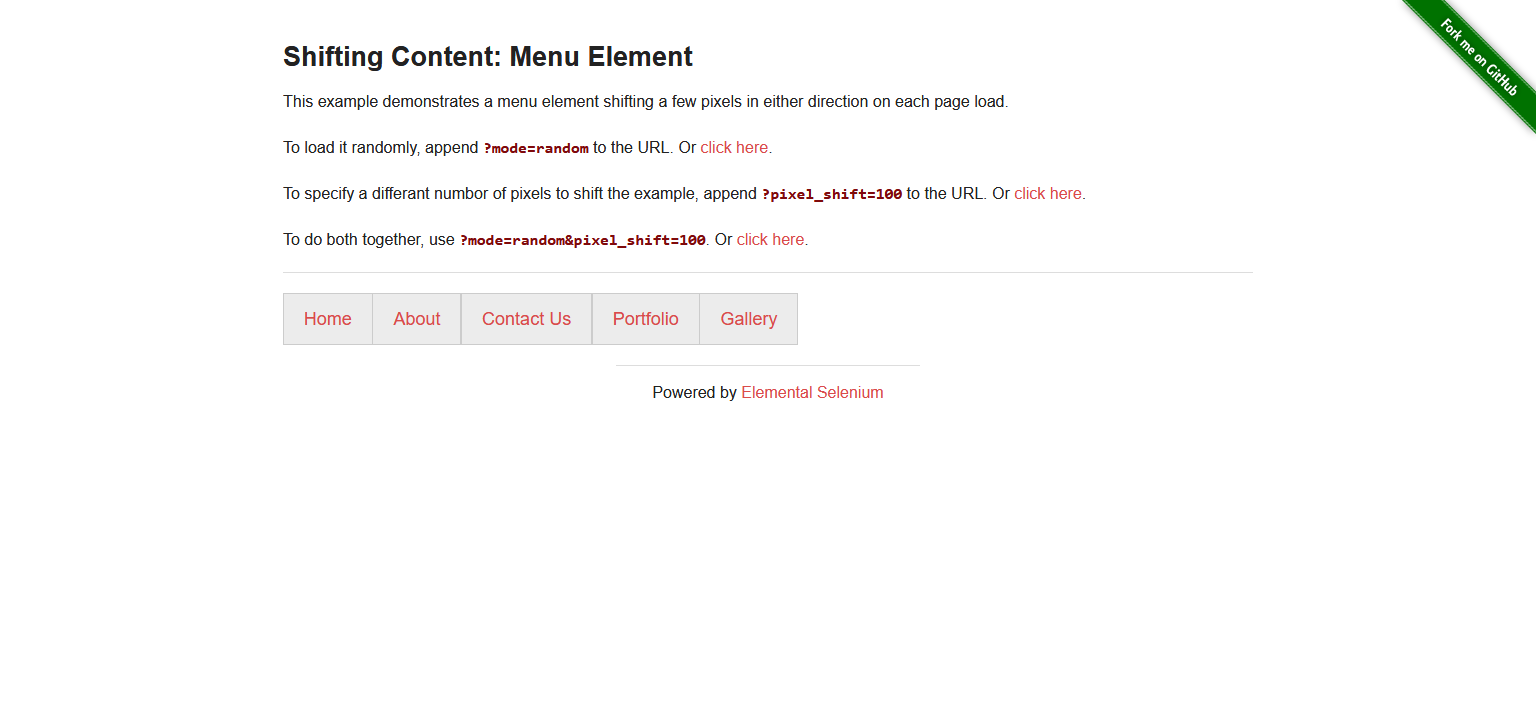 Fork me on GitHub
Shifting Content: Menu Element
This example demonstrates a menu element shifting a few pixels in either direction on each page load.
To load it randomly, append ?mode=random to the URL. Or click here.
To specify a differant numbor of pixels to shift the example, append ?pixel_shift=100 to the URL. Or click here.
To do both together, use ?mode=random&pixel_shift=100. Or click here.
Home About Contact Us Portfolio Gallery
Powered by Elemental Selenium